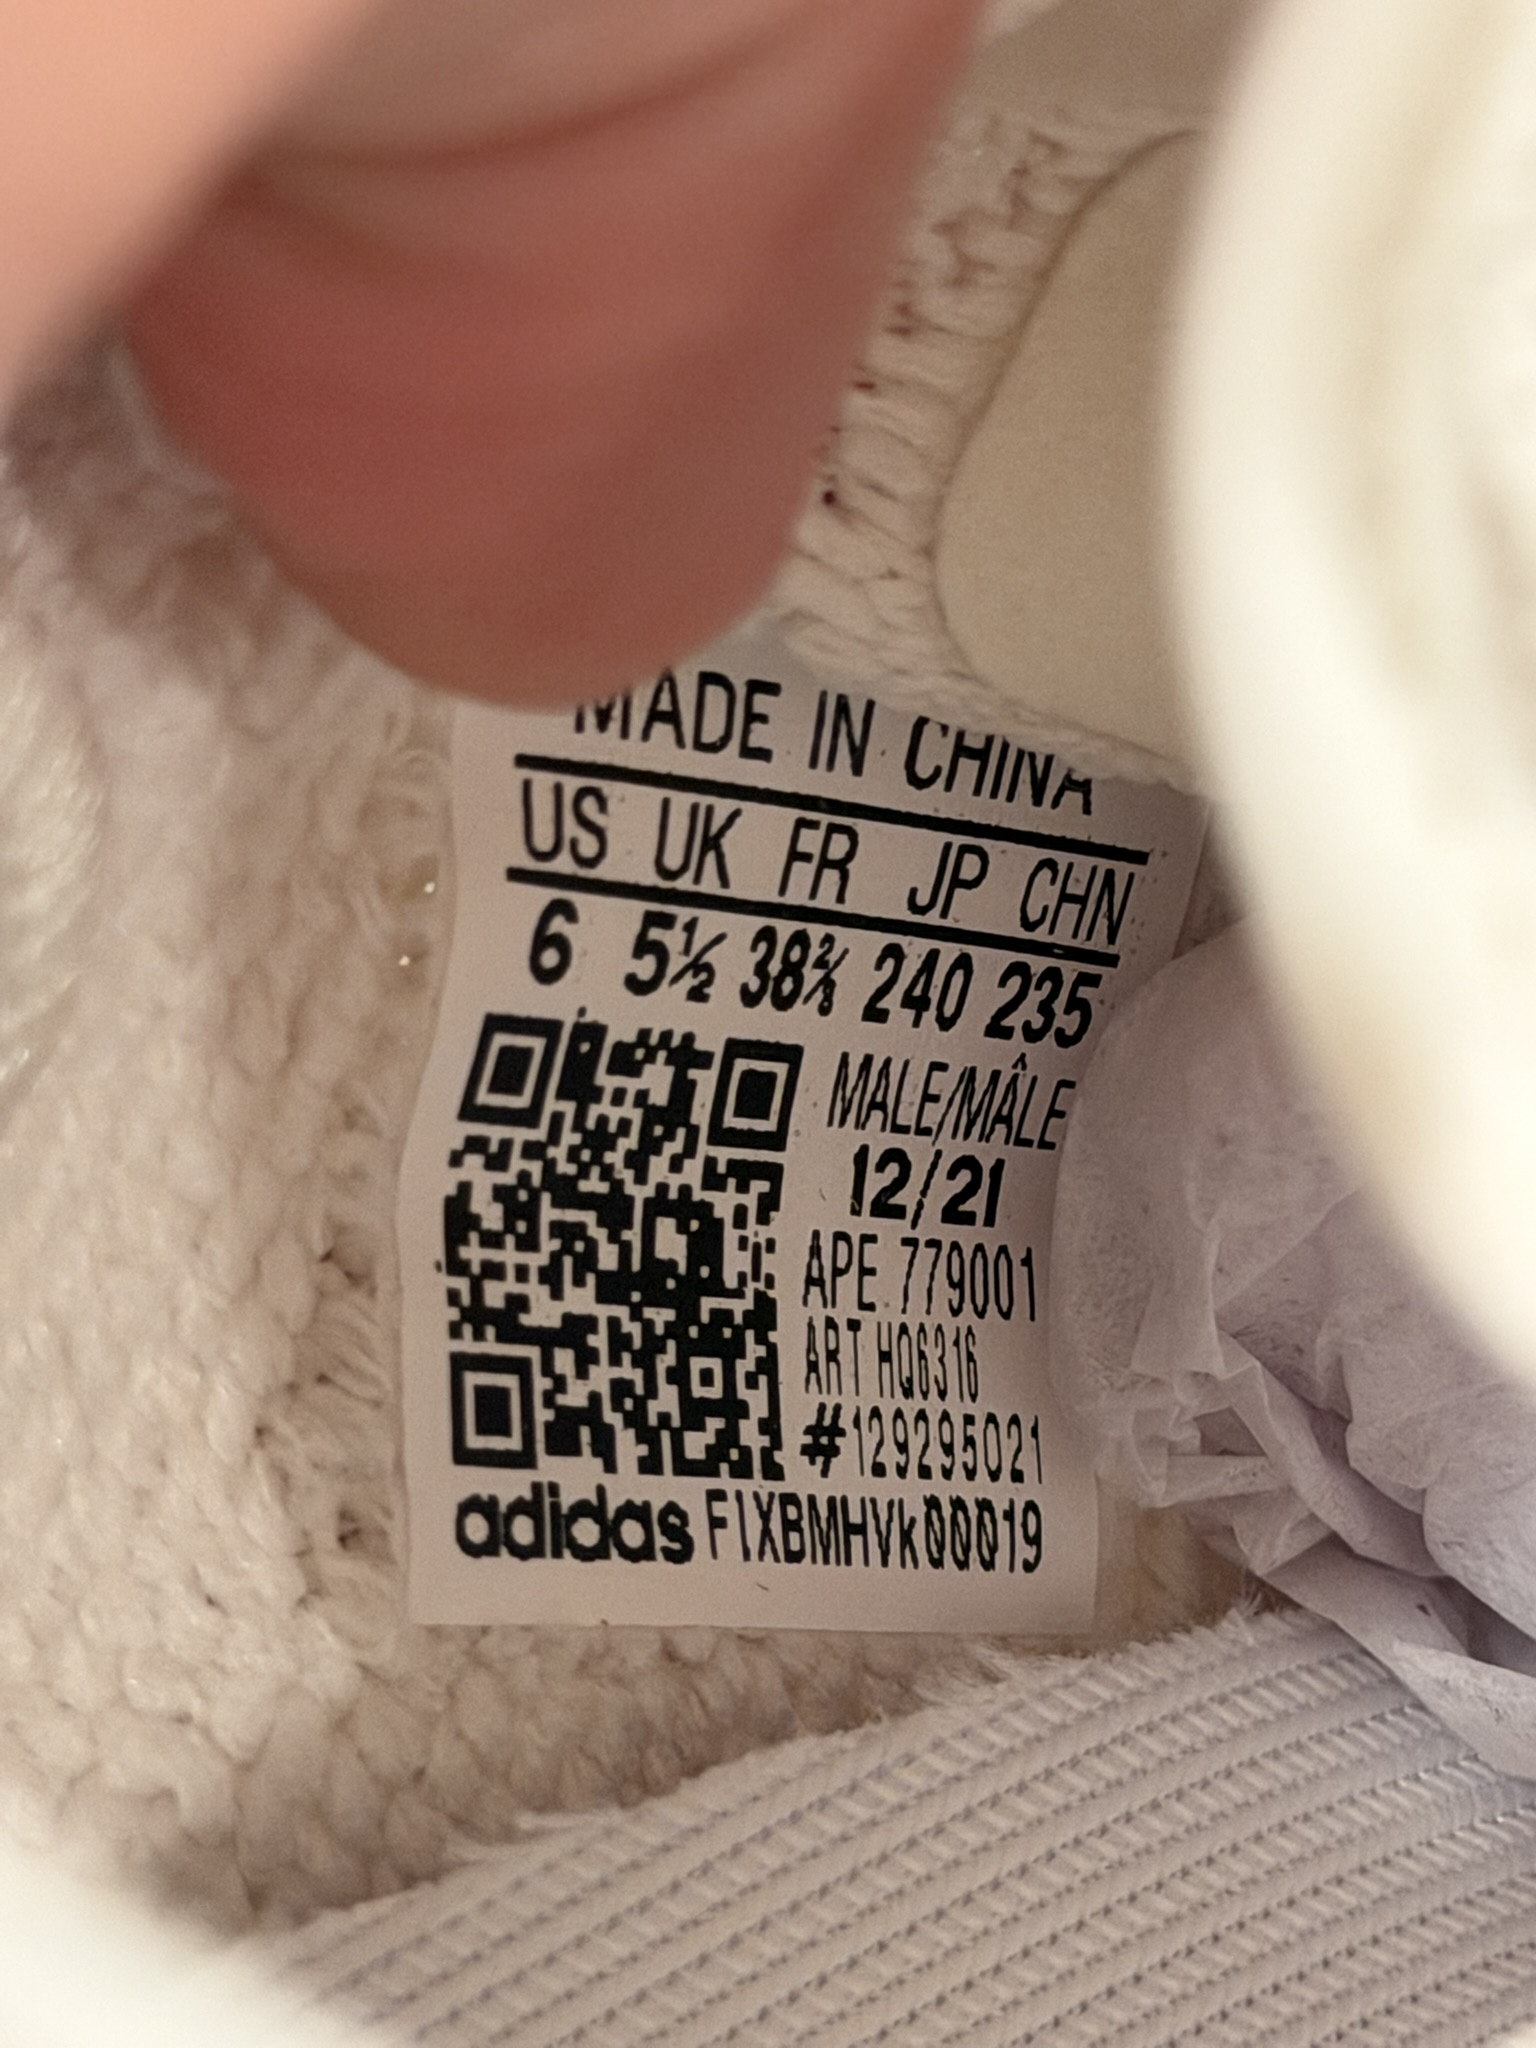 MADE IN CHINA
US UK FR JP CHN
6 5½ 38⅔ 240 235
MALE/MÂLE
12/21
APE 779001
ART HQ6316
#129295021
adidas F1XBMHVk00019